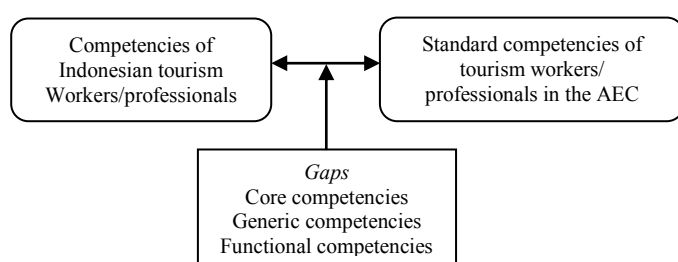 Competencies of
Indonesian tourism
Workers/professionals
Standard competencies of
tourism workers/
professionals in the AEC
Gaps
Core competencies
Generic competencies
Functional competencies